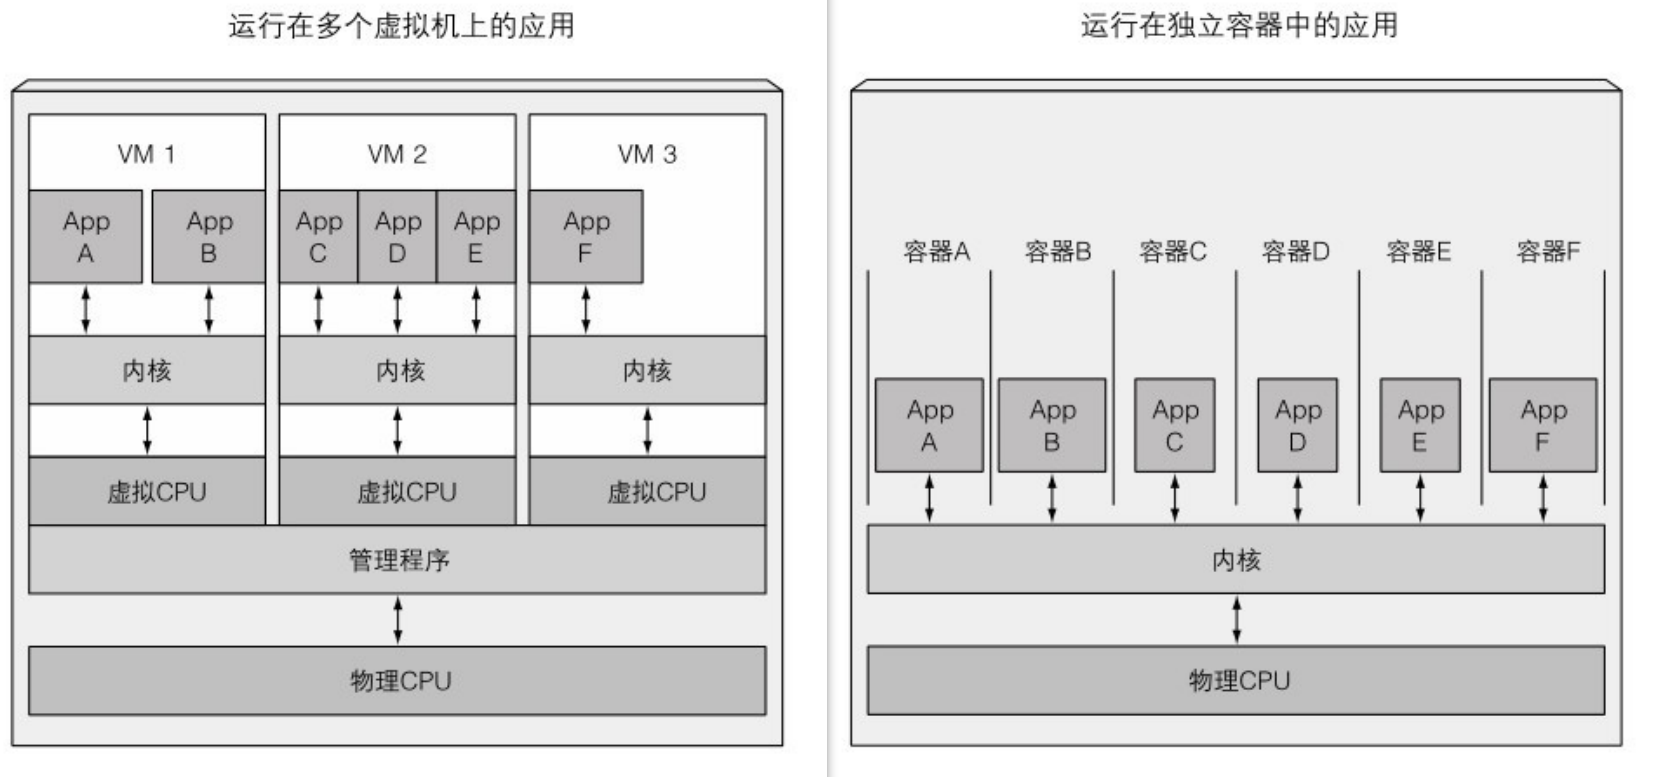 运行在多个虚拟机上的应用
VM 1
VM 2
VM 3
App
A
App
B
App
C
App
D
App
E
App
F
内核
内核
内核
虚拟CPU
虚拟CPU
虚拟CPU
管理程序
物理CPU
运行在独立容器中的应用
容器A
容器B
容器C
容器D
容器E
容器F
App
A
App
B
App
C
App
D
App
E
App
F
内核
物理CPU